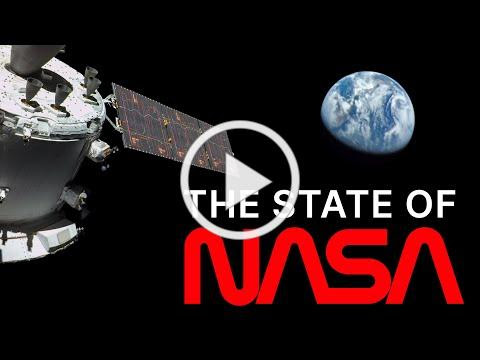 THE STATE OF
NASA